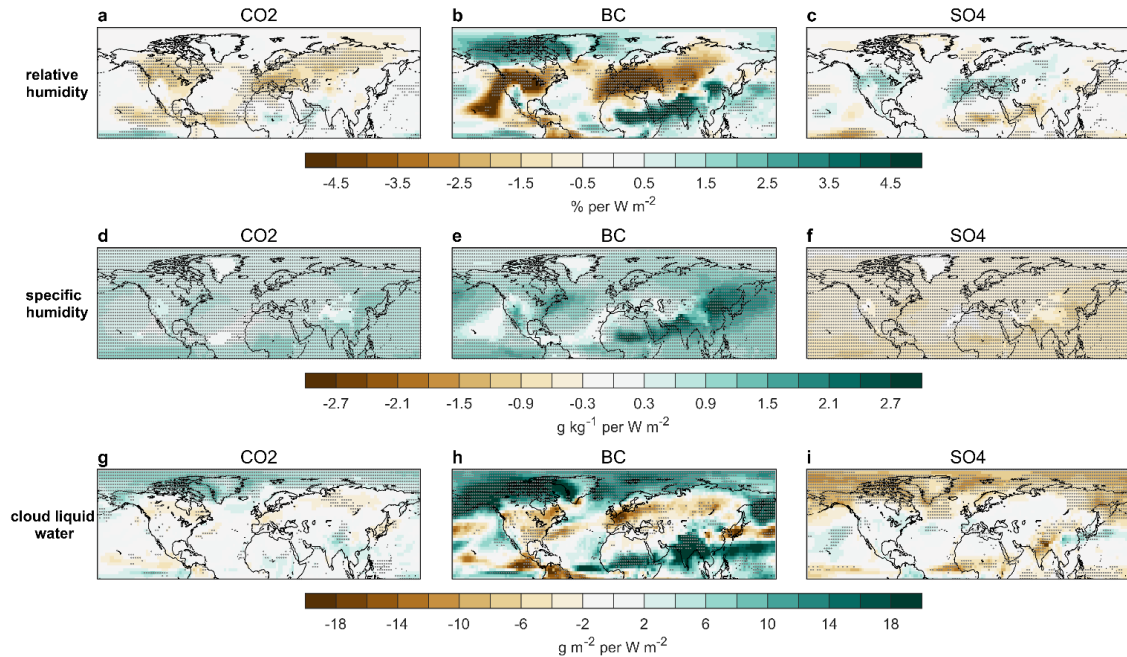 a CO2 b BC c SO4
relative
humidity
-4.5 -3.5 -2.5 -1.5 -0.5 0.5 1.5 2.5 3.5 4.5
% per W m⁻²
d CO2 e BC f SO4
specific
humidity
-2.7 -2.1 -1.5 -0.9 -0.3 0.3 0.9 1.5 2.1 2.7
g kg⁻¹ per W m⁻²
g CO2 h BC i SO4
cloud liquid
water
-18 -14 -10 -6 -2 2 6 10 14 18
g m⁻² per W m⁻²